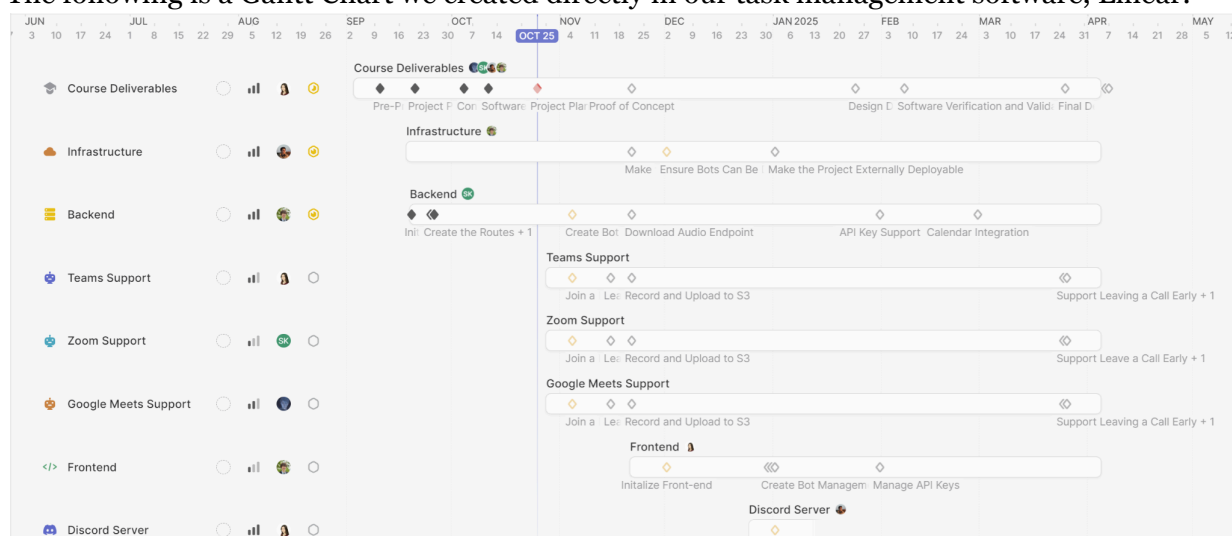 The following is a Gantt Chart we created directly in our task management software, Linear:
JUN JUL AUG SEP OCT NOV DEC JAN 2025 FEB MAR APR MAY
3 10 17 24 1 8 15 22 29 5 12 19 26 2 9 16 23 30 7 14 OCT 25 4 11 18 25 2 9 16 23 30 6 13 20 27 3 10 17 24 3 10 17 24 31 7 14 21 28 5 12
Course Deliverables SK
Course Deliverables
Pre-P Project P Con Software Project Plan Proof of Concept Design D Software Verification and Valida Final D
Infrastructure
Infrastructure
Make Ensure Bots Can Be Make the Project Externally Deployable
Backend SK
Backend
Init Create the Routes + 1 Create Bot Download Audio Endpoint API Key Support Calendar Integration
Teams Support
Teams Support
Join a Lea Record and Upload to S3 Support Leaving a Call Early + 1
Zoom Support
Zoom Support SK
Join a Lea Record and Upload to S3 Support Leave a Call Early + 1
Google Meets Support
Google Meets Support
Join a Lea Record and Upload to S3 Support Leaving a Call Early + 1
Frontend
</> Frontend
Initalize Front-end Create Bot Managem Manage API Keys
Discord Server
Discord Server